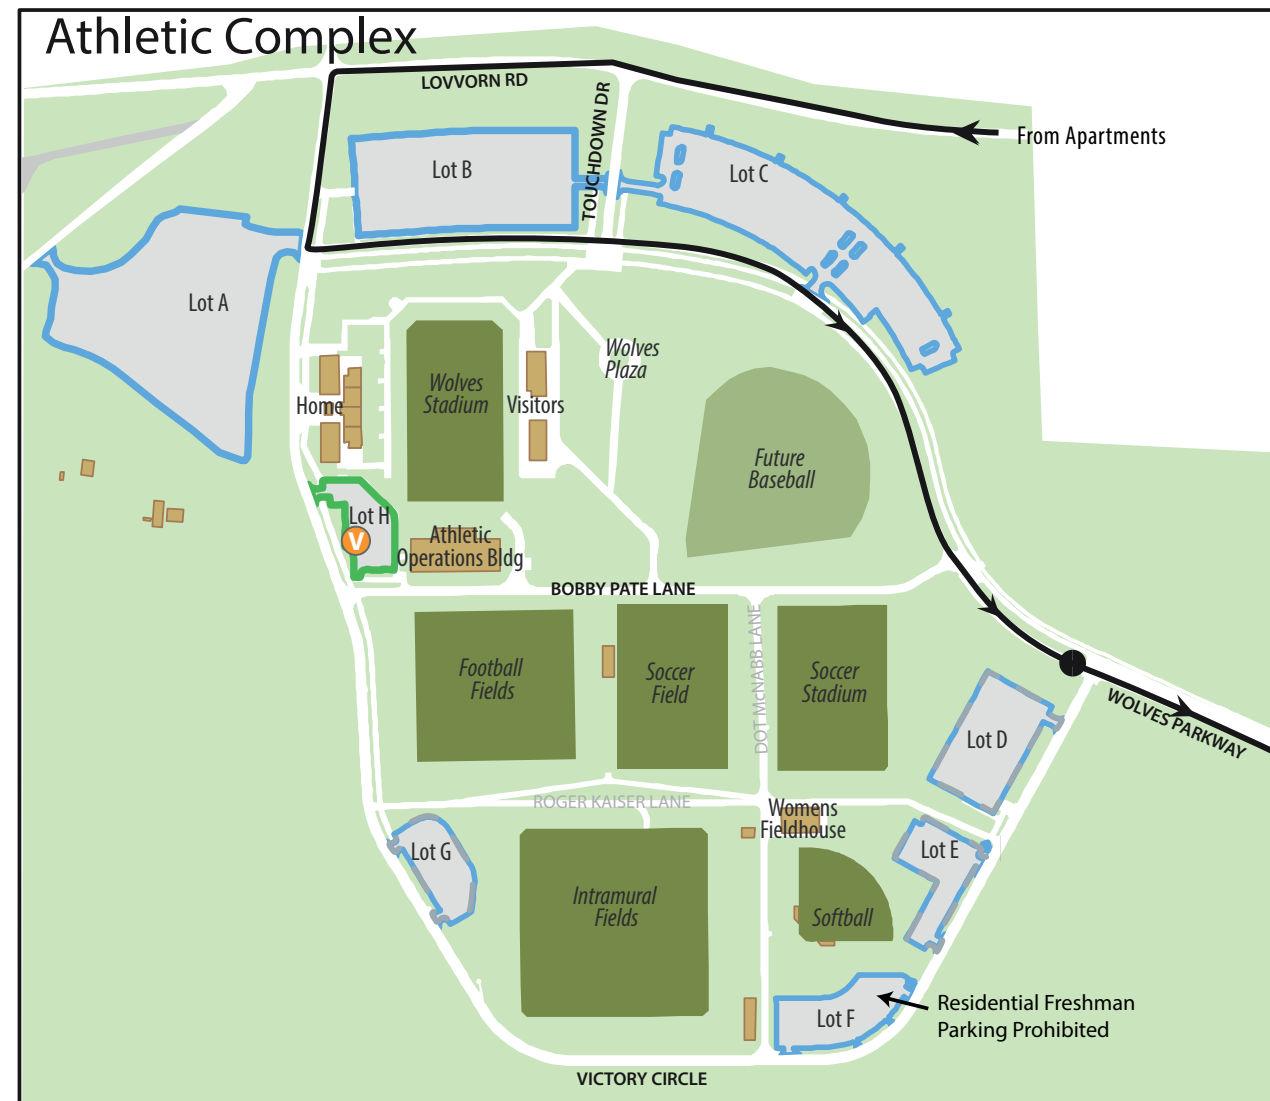 Athletic Complex
LOVVORN RD
TOUCHDOWN DR
From Apartments
Lot B
Lot C
Lot A
Wolves
Plaza
Wolves
Stadium
Home
Visitors
Future
Baseball
Lot H
V
Athletic
Operations Bldg
BOBBY PATE LANE
DOT McNABB LANE
Football
Fields
Soccer
Field
Soccer
Stadium
WOLVES PARKWAY
Lot D
ROGER KAISER LANE
Womens
Fieldhouse
Lot G
Lot E
Intramural
Fields
Softball
Lot F
Residential Freshman
Parking Prohibited
VICTORY CIRCLE